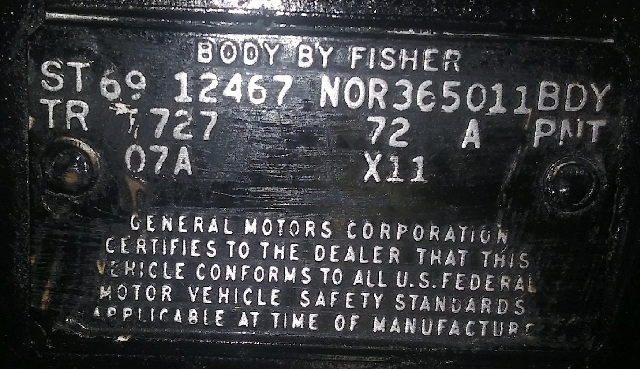 BODY BY FISHER
ST 69 12467 NOR365011 BDY
TR 727 72 A PNT
07A X11
GENERAL MOTORS CORPORATION
CERTIFIES TO THE DEALER THAT THIS
VEHICLE CONFORMS TO ALL U.S. FEDERAL
MOTOR VEHICLE SAFETY STANDARDS
APPLICABLE AT TIME OF MANUFACTURE